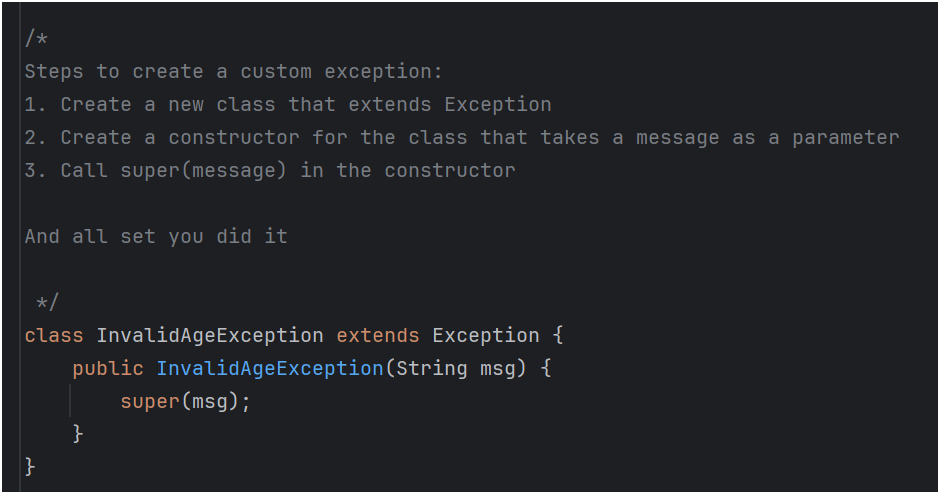 /*
Steps to create a custom exception:
1. Create a new class that extends Exception
2. Create a constructor for the class that takes a message as a parameter
3. Call super(message) in the constructor

And all set you did it

 */
class InvalidAgeException extends Exception {
    public InvalidAgeException(String msg) {
        super(msg);
    }
}